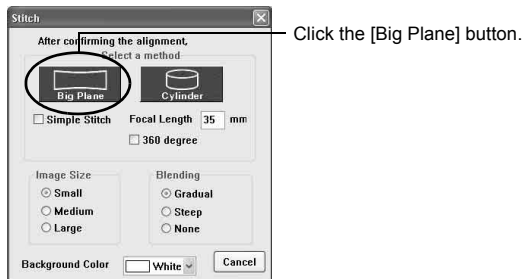 Stitch
After confirming the alignment,
Select a method
Big Plane
Cylinder
Simple Stitch
Focal Length 35 mm
360 degree
Image Size
Small
Medium
Large
Blending
Gradual
Steep
None
Background Color White
Cancel
Click the [Big Plane] button.